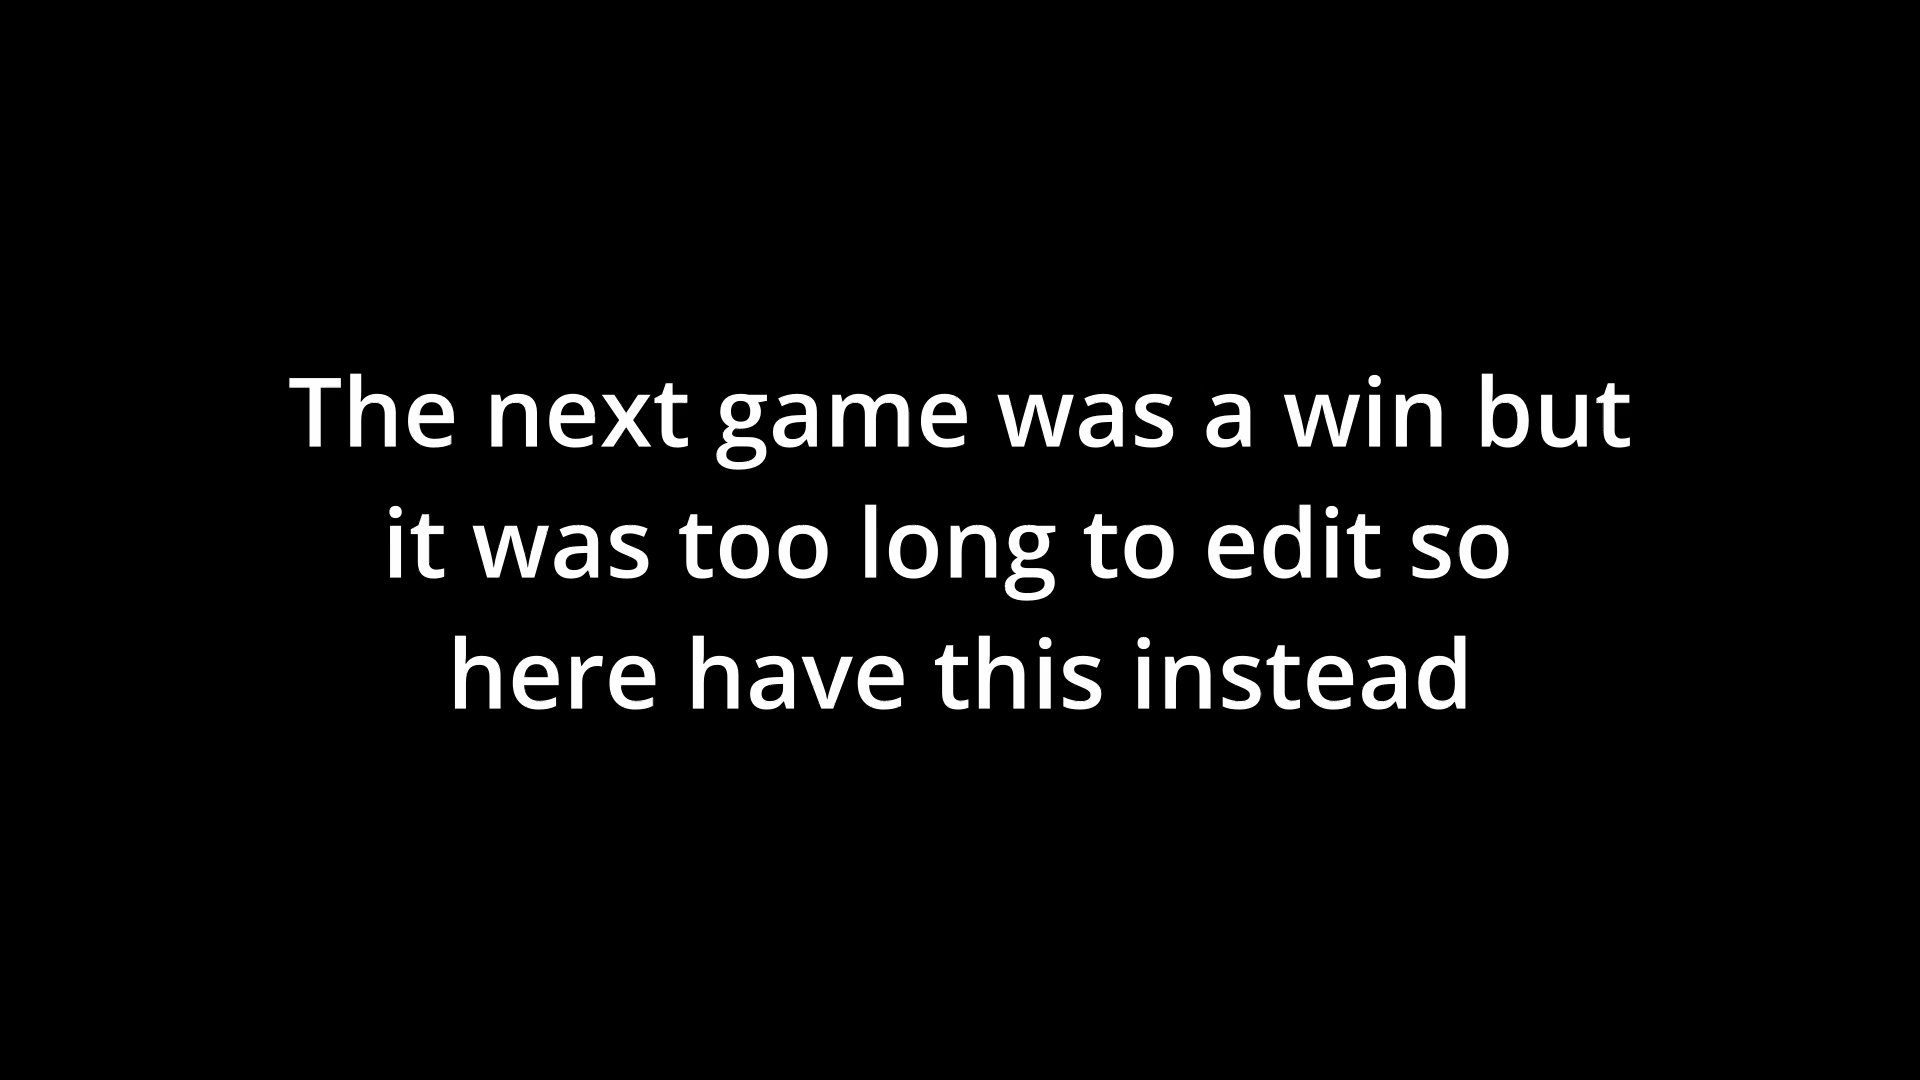 The next game was a win but
it was too long to edit so
here have this instead